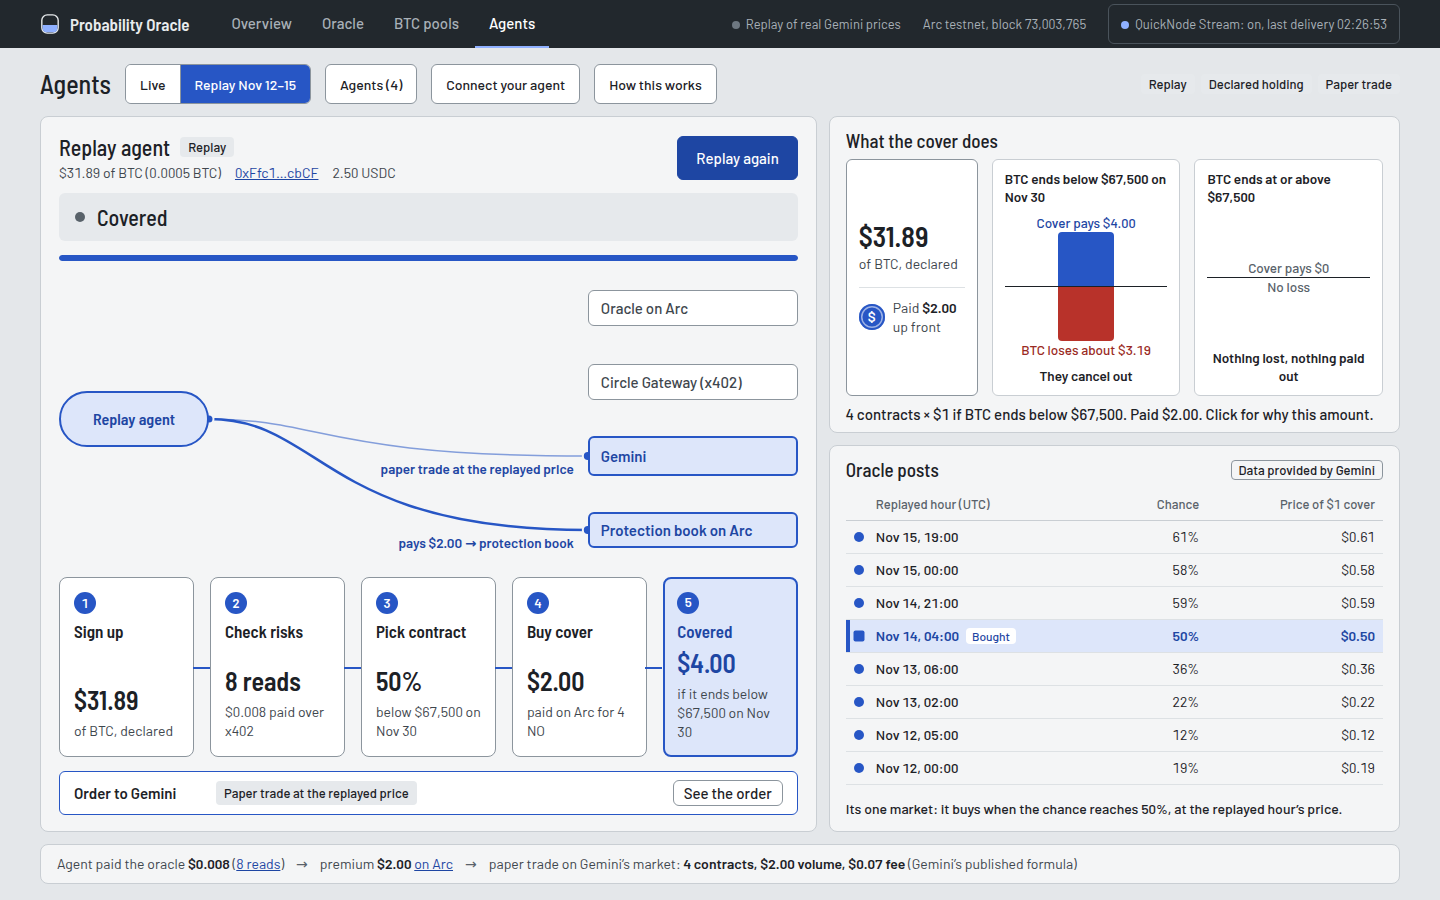 Probability Oracle
Overview
Oracle
BTC pools
Agents
Replay of real Gemini prices
Arc testnet, block 73,003,765
QuickNode Stream: on, last delivery 02:26:53
Agents
Live
Replay Nov 12–15
Agents (4)
Connect your agent
How this works
Replay
Declared holding
Paper trade
Replay agent
Replay
$31.89 of BTC (0.0005 BTC)
0xFfc1...cbCF
2.50 USDC
Replay again
Covered
Oracle on Arc
Circle Gateway (x402)
Replay agent
Gemini
paper trade at the replayed price
Protection book on Arc
pays $2.00 → protection book
1
Sign up
$31.89
of BTC, declared
2
Check risks
8 reads
$0.008 paid over
x402
3
Pick contract
50%
below $67,500 on
Nov 30
4
Buy cover
$2.00
paid on Arc for 4
NO
5
Covered
$4.00
if it ends below
$67,500 on Nov
30
Order to Gemini
Paper trade at the replayed price
See the order
What the cover does
$31.89
of BTC, declared
$
Paid $2.00
up front
BTC ends below $67,500 on
Nov 30
Cover pays $4.00
BTC loses about $3.19
They cancel out
BTC ends at or above
$67,500
Cover pays $0
No loss
Nothing lost, nothing paid
out
4 contracts × $1 if BTC ends below $67,500. Paid $2.00. Click for why this amount.
Oracle posts
Data provided by Gemini
Replayed hour (UTC)
Chance
Price of $1 cover
Nov 15, 19:00 61% $0.61
Nov 15, 00:00 58% $0.58
Nov 14, 21:00 59% $0.59
Nov 14, 04:00 Bought 50% $0.50
Nov 13, 06:00 36% $0.36
Nov 13, 02:00 22% $0.22
Nov 12, 05:00 12% $0.12
Nov 12, 00:00 19% $0.19
Its one market: it buys when the chance reaches 50%, at the replayed hour's price.
Agent paid the oracle $0.008 (8 reads) → premium $2.00 on Arc → paper trade on Gemini's market: 4 contracts, $2.00 volume, $0.07 fee (Gemini's published formula)